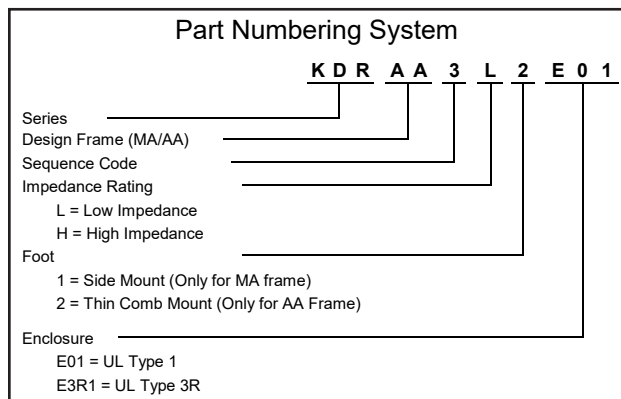 Part Numbering System
K D R A A 3 L 2 E 0 1
Series
Design Frame (MA/AA)
Sequence Code
Impedance Rating
L = Low Impedance
H = High Impedance
Foot
1 = Side Mount (Only for MA frame)
2 = Thin Comb Mount (Only for AA Frame)
Enclosure
E01 = UL Type 1
E3R1 = UL Type 3R